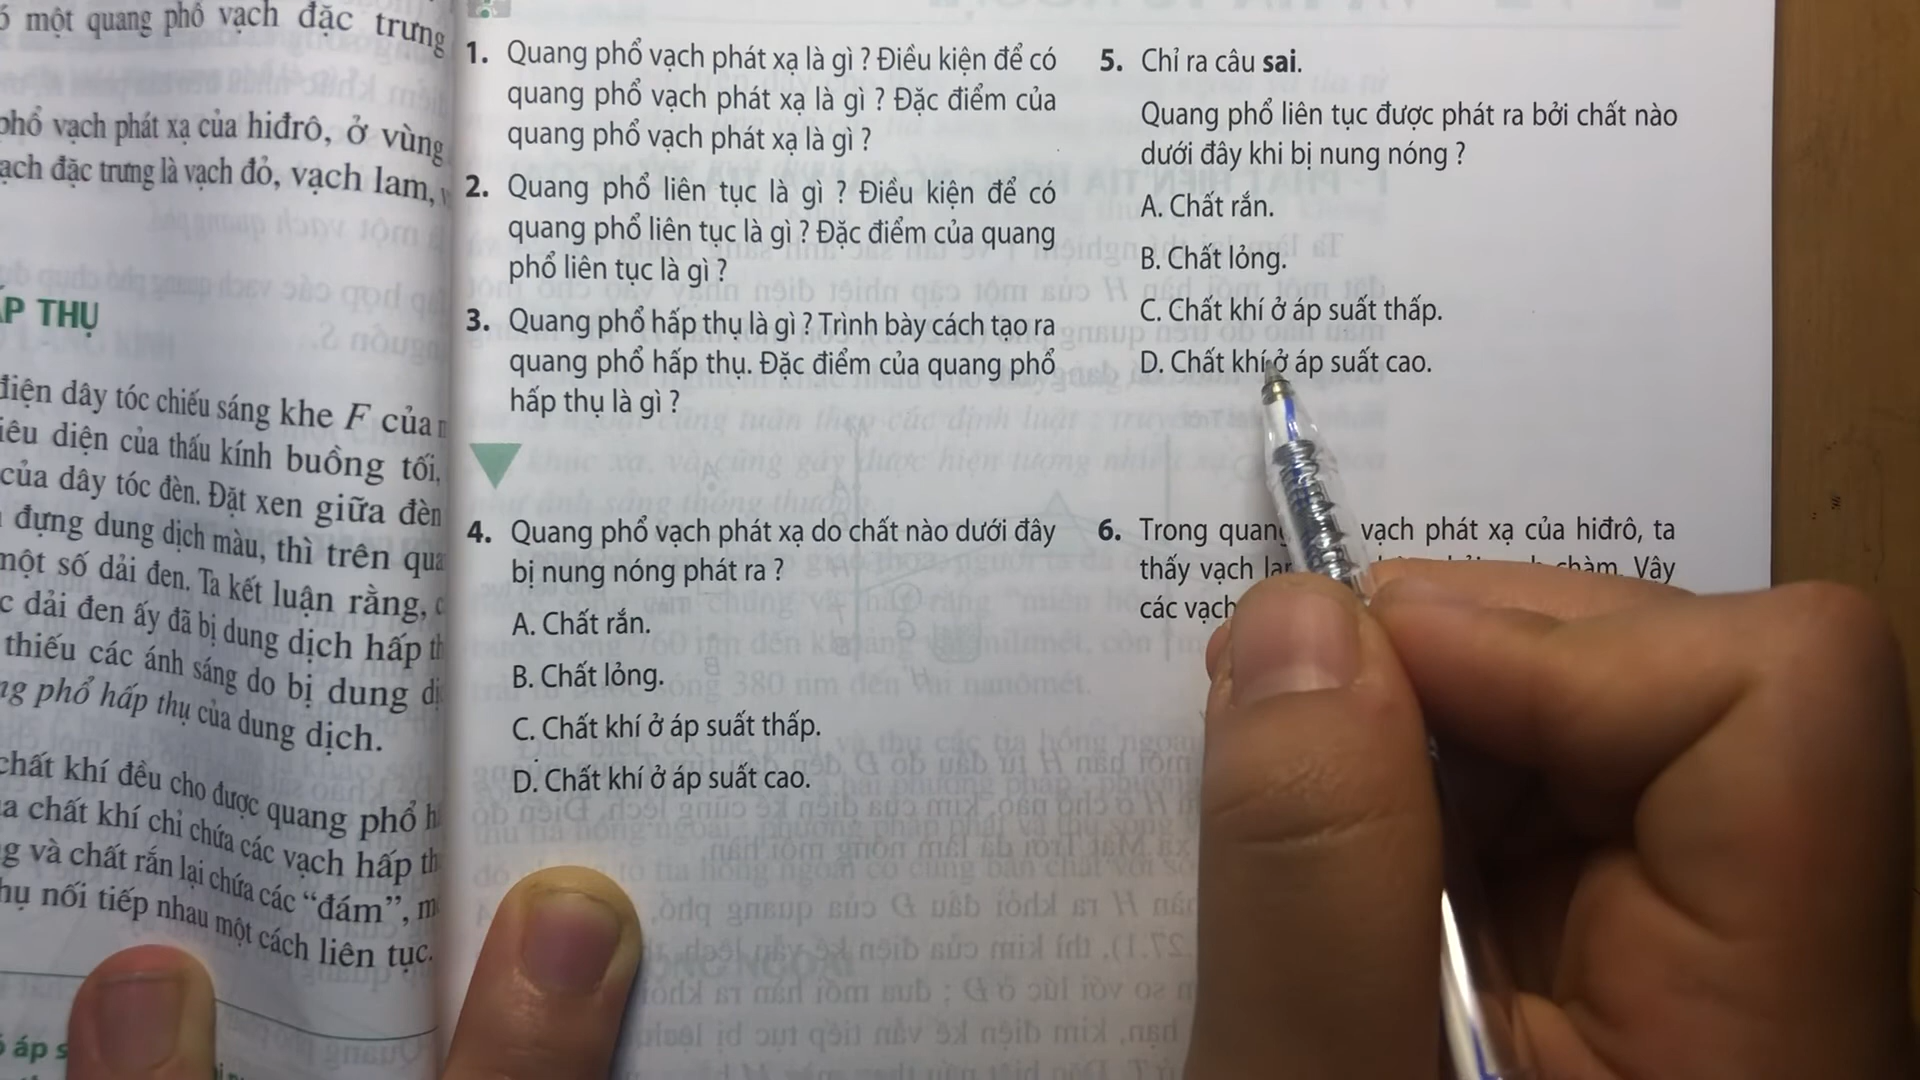 ó một quang phổ vạch đặc trưng
phổ vạch phát xạ của hiđrô, ở vùng
ạch đặc trưng là vạch đỏ, vạch lam,
ẤP THỤ
điện dây tóc chiếu sáng khe F của
iêu diện của thấu kính buồng tối,
của dây tóc đèn. Đặt xen giữa đèn
đựng dung dịch màu, thì trên
một số dải đen. Ta kết luận rằng,
c dải đen ấy đã bị dung dịch hấp
thiếu các ánh sáng do bị dung
ng phổ hấp thụ của dung dịch.
chất khí đều cho được quang phổ
a chất khí chỉ chứa các vạch hấp
g và chất rắn lại chứa các “đám”,
hụ nối tiếp nhau một cách liên tục.
áp
1. Quang phổ vạch phát xạ là gì ? Điều kiện để có
quang phổ vạch phát xạ là gì ? Đặc điểm của
quang phổ vạch phát xạ là gì ?
2. Quang phổ liên tục là gì ? Điều kiện để có
quang phổ liên tục là gì ? Đặc điểm của quang
phổ liên tục là gì ?
3. Quang phổ hấp thụ là gì ? Trình bày cách tạo ra
quang phổ hấp thụ. Đặc điểm của quang phổ
hấp thụ là gì ?
4. Quang phổ vạch phát xạ do chất nào dưới đây
bị nung nóng phát ra ?
A. Chất rắn.
B. Chất lỏng.
C. Chất khí ở áp suất thấp.
D. Chất khí ở áp suất cao.
5. Chỉ ra câu sai.
Quang phổ liên tục được phát ra bởi chất nào
dưới đây khi bị nung nóng ?
A. Chất rắn.
B. Chất lỏng.
C. Chất khí ở áp suất thấp.
D. Chất khí ở áp suất cao.
6. Trong quang vạch phát xạ của hiđrô, ta
thấy vạch chàm. Vậy
các vạch